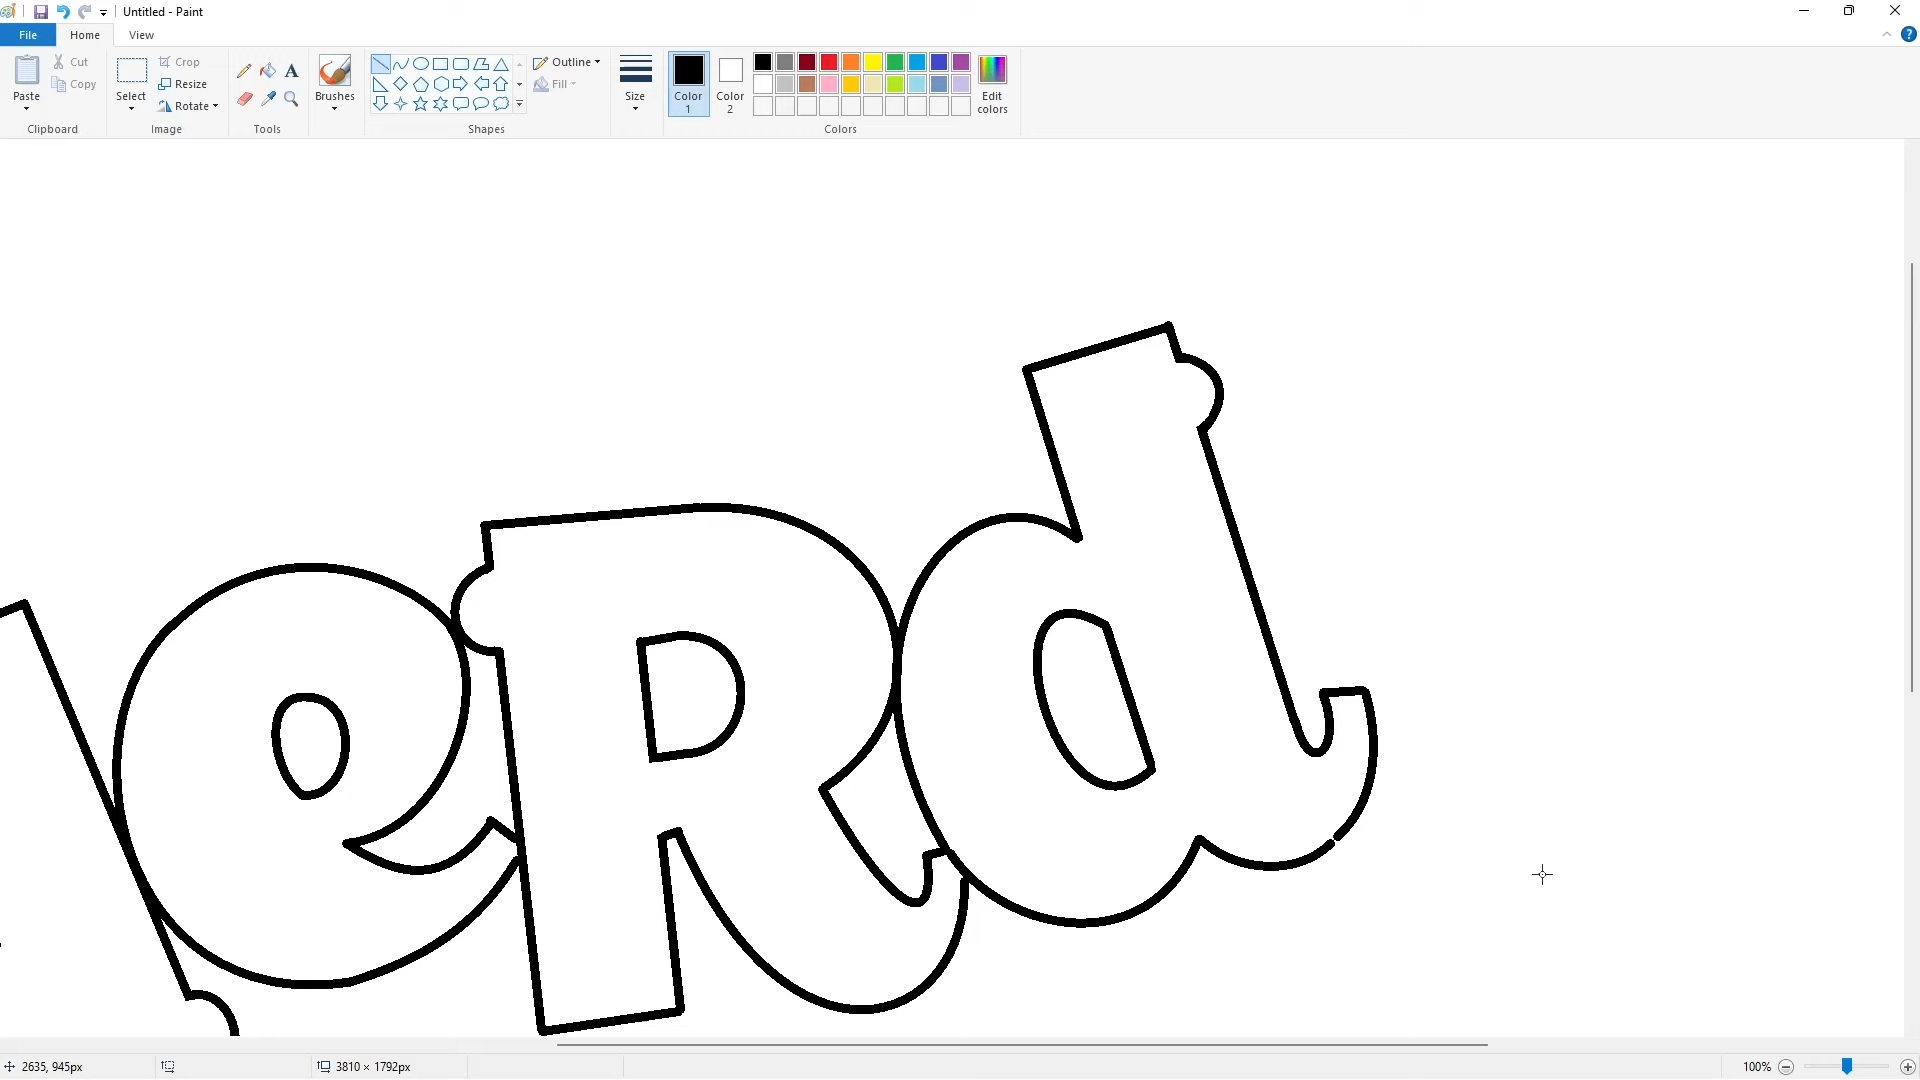 Untitled - Paint
File Home View
Paste
Cut
Copy
Clipboard
Select
Crop
Resize
Rotate
Image
Tools
Brushes
Shapes
Outline
Fill
Size
Color 1
Color 2
Edit colors
Colors
eRd
2635, 945px
3810 × 1792px
100%